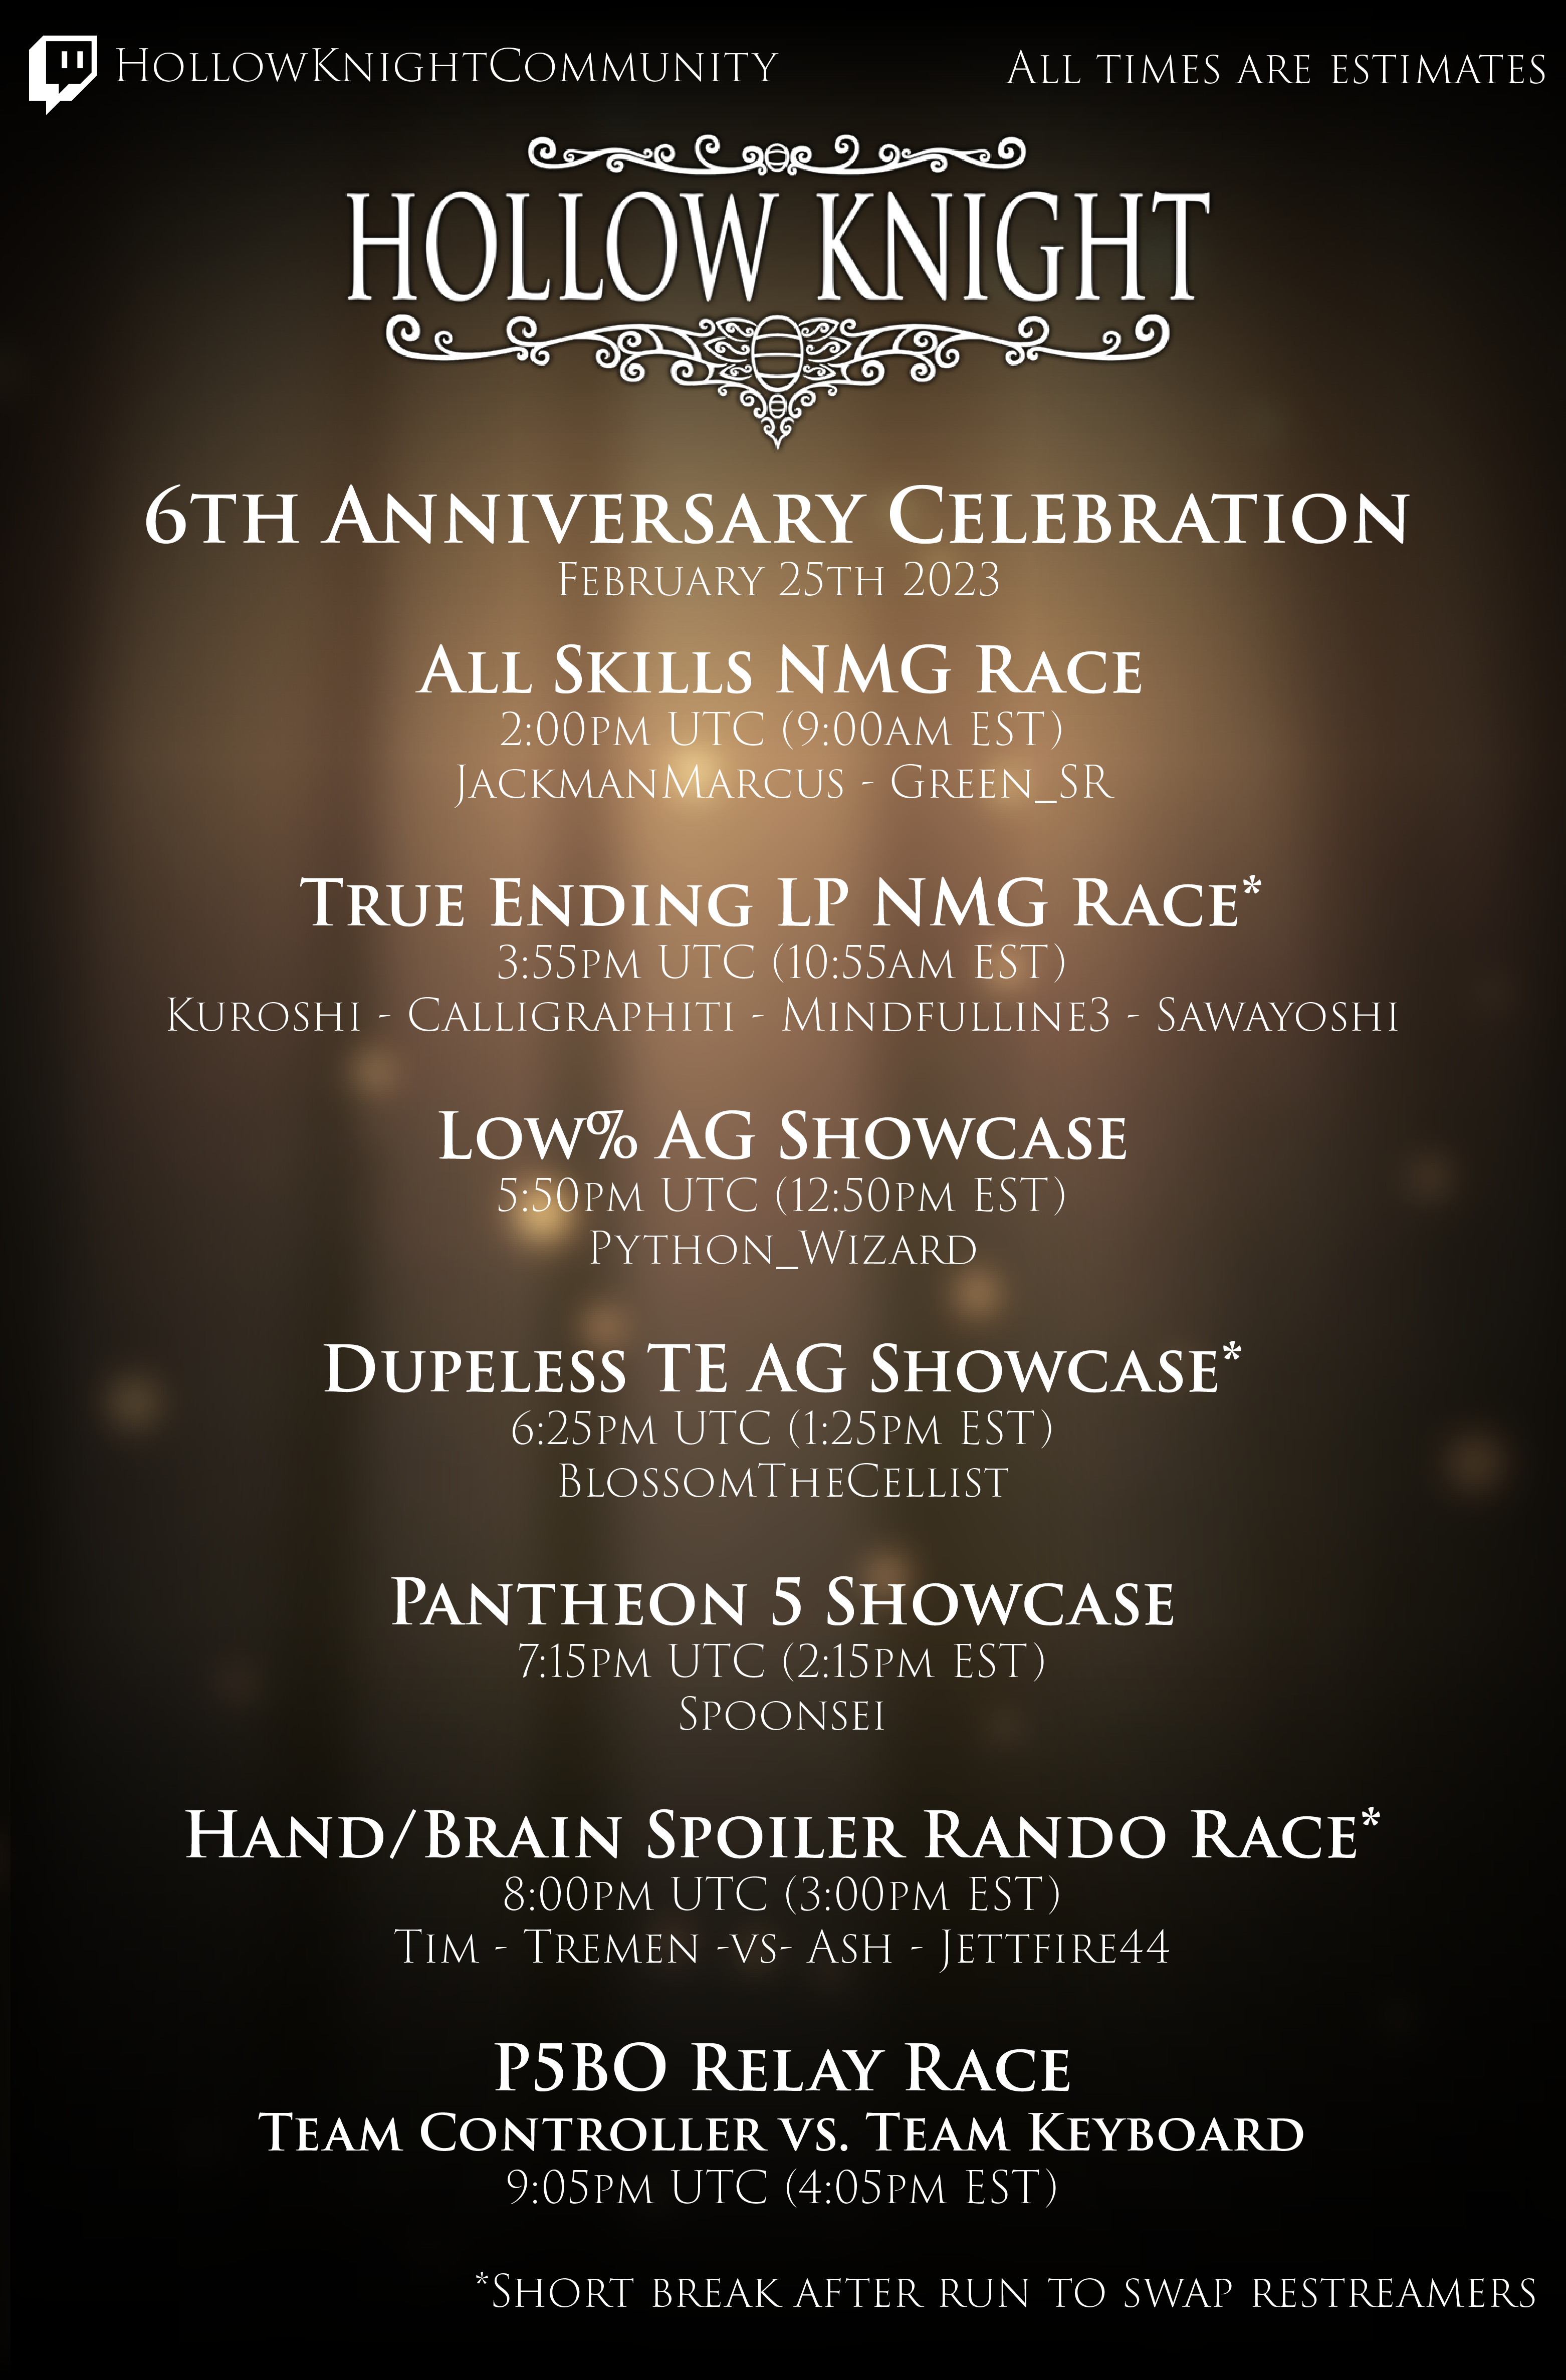 HollowKnightCommunity
All times are estimates
HOLLOW KNIGHT
6th Anniversary Celebration
February 25th 2023
All Skills NMG Race
2:00pm UTC (9:00am EST)
JackmanMarcus - Green_SR
True Ending LP NMG Race*
3:55pm UTC (10:55am EST)
Kuroshi - Calligraphiti - Mindfulline3 - Sawayoshi
Low% AG Showcase
5:50pm UTC (12:50pm EST)
Python_Wizard
Dupeless TE AG Showcase*
6:25pm UTC (1:25pm EST)
BlossomTheCellist
Pantheon 5 Showcase
7:15pm UTC (2:15pm EST)
Spoonsei
Hand/Brain Spoiler Rando Race*
8:00pm UTC (3:00pm EST)
Tim - Tremen -vs- Ash - Jettfire44
P5BO Relay Race
Team Controller vs. Team Keyboard
9:05pm UTC (4:05pm EST)
*Short break after run to swap restreamers